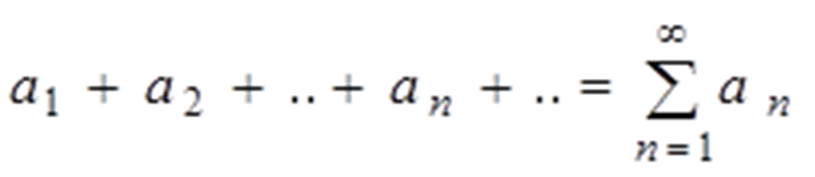 a₁ + a₂ + .. + aₙ + .. = ∑_{n=1}^{∞} aₙ